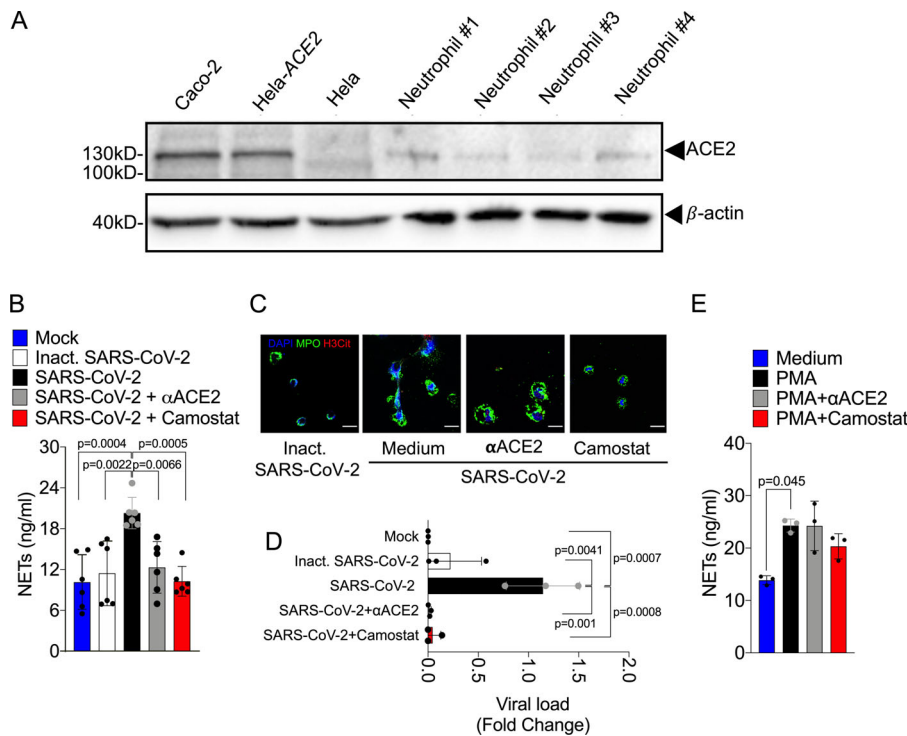 A
Caco-2
Hela-ACE2
Hela
Neutrophil #1
Neutrophil #2
Neutrophil #3
Neutrophil #4
130kD-
100kD-
ACE2
40kD-
β-actin
B
Mock
Inact. SARS-CoV-2
SARS-CoV-2
SARS-CoV-2 + αACE2
SARS-CoV-2 + Camostat
NETs (ng/ml)
30
24
18
12
6
0
p=0.0004
p=0.0005
p=0.0022
p=0.0066
C
DAPI MPO H3Cit
Inact.
SARS-CoV-2
Medium
αACE2
Camostat
SARS-CoV-2
D
Mock
Inact. SARS-CoV-2
SARS-CoV-2
SARS-CoV-2+αACE2
SARS-CoV-2+Camostat
p=0.0041
p=0.0007
p=0.001
p=0.0008
0.0
0.5
1.0
1.5
2.0
Viral load
(Fold Change)
E
Medium
PMA
PMA+αACE2
PMA+Camostat
NETs (ng/ml)
40
30
20
10
0
p=0.045